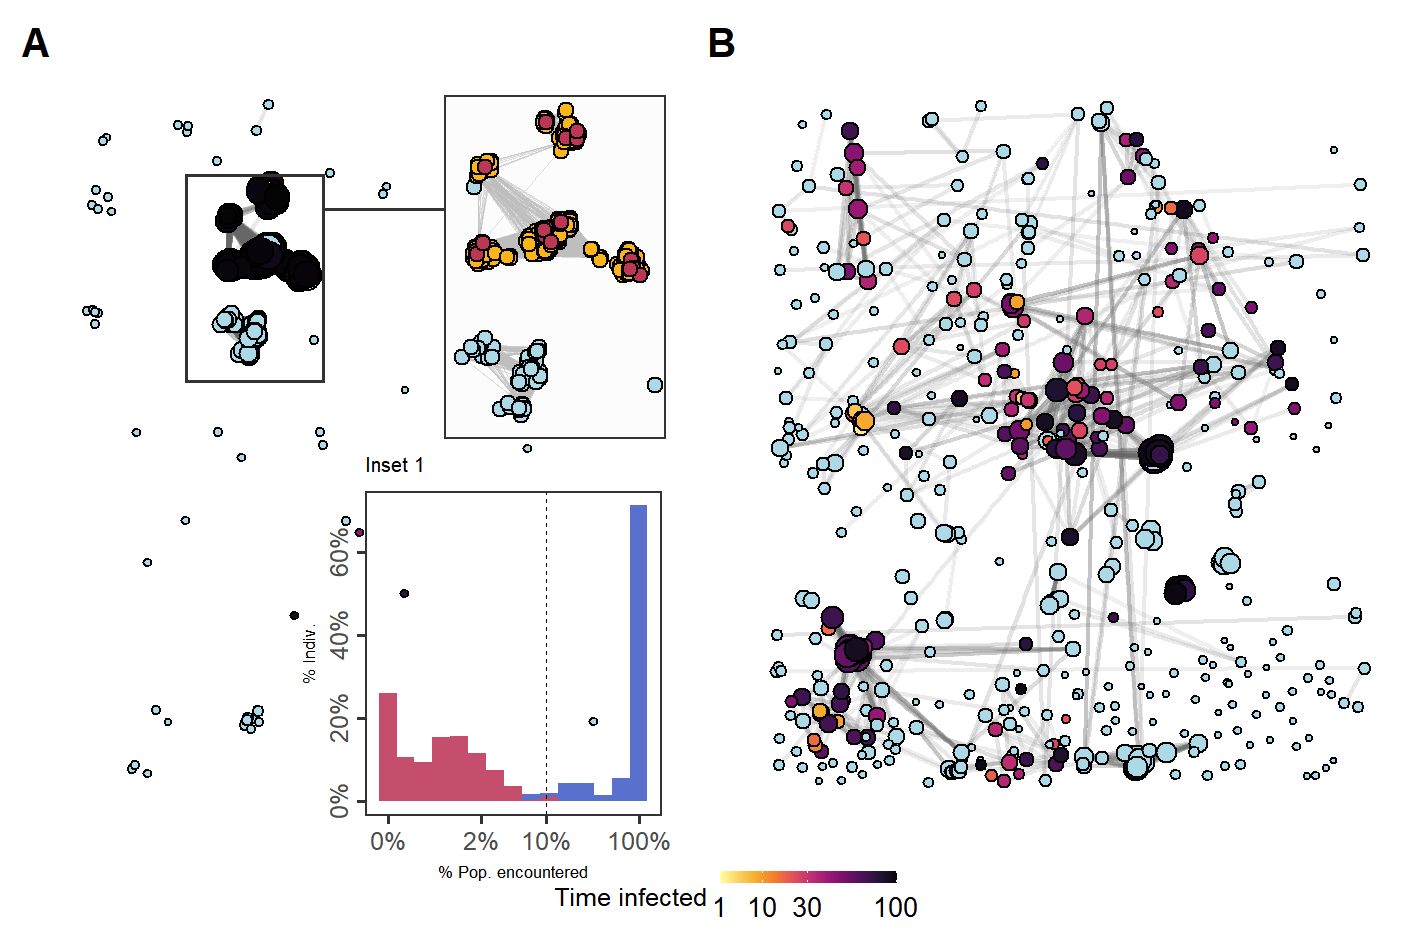 A
B
Inset 1
60%
40%
20%
0%
% Indiv.
0% 2% 10% 100%
% Pop. encountered
Time infected
1 10 30 100